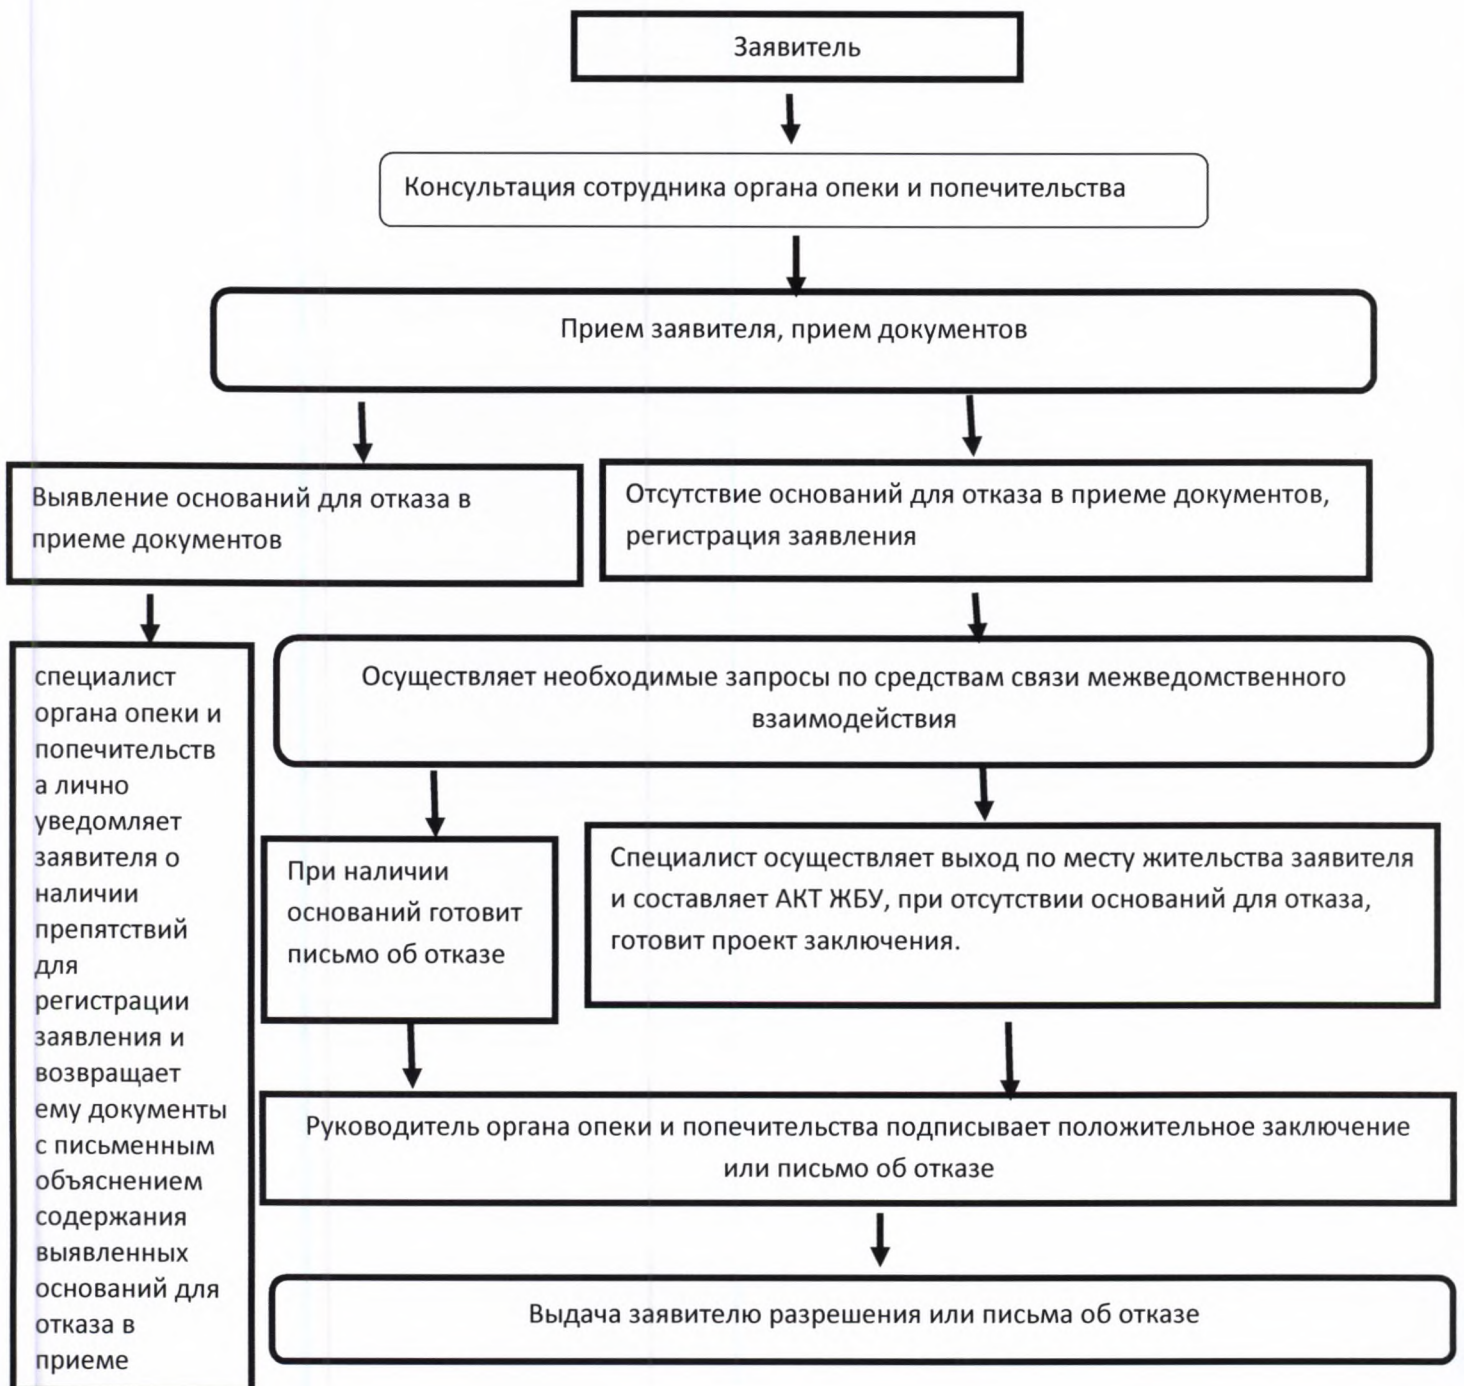 Заявитель
Консультация сотрудника органа опеки и попечительства
Прием заявителя, прием документов
Выявление оснований для отказа в
приеме документов
Отсутствие оснований для отказа в приеме документов,
регистрация заявления
специалист
органа опеки и
попечительств
а лично
уведомляет
заявителя о
наличии
препятствий
для
регистрации
заявления и
возвращает
ему документы
с письменным
объяснением
содержания
выявленных
оснований для
отказа в
приеме
Осуществляет необходимые запросы по средствам связи межведомственного
взаимодействия
При наличии
оснований готовит
письмо об отказе
Специалист осуществляет выход по месту жительства заявителя
и составляет АКТ ЖБУ, при отсутствии оснований для отказа,
готовит проект заключения.
Руководитель органа опеки и попечительства подписывает положительное заключение
или письмо об отказе
Выдача заявителю разрешения или письма об отказе